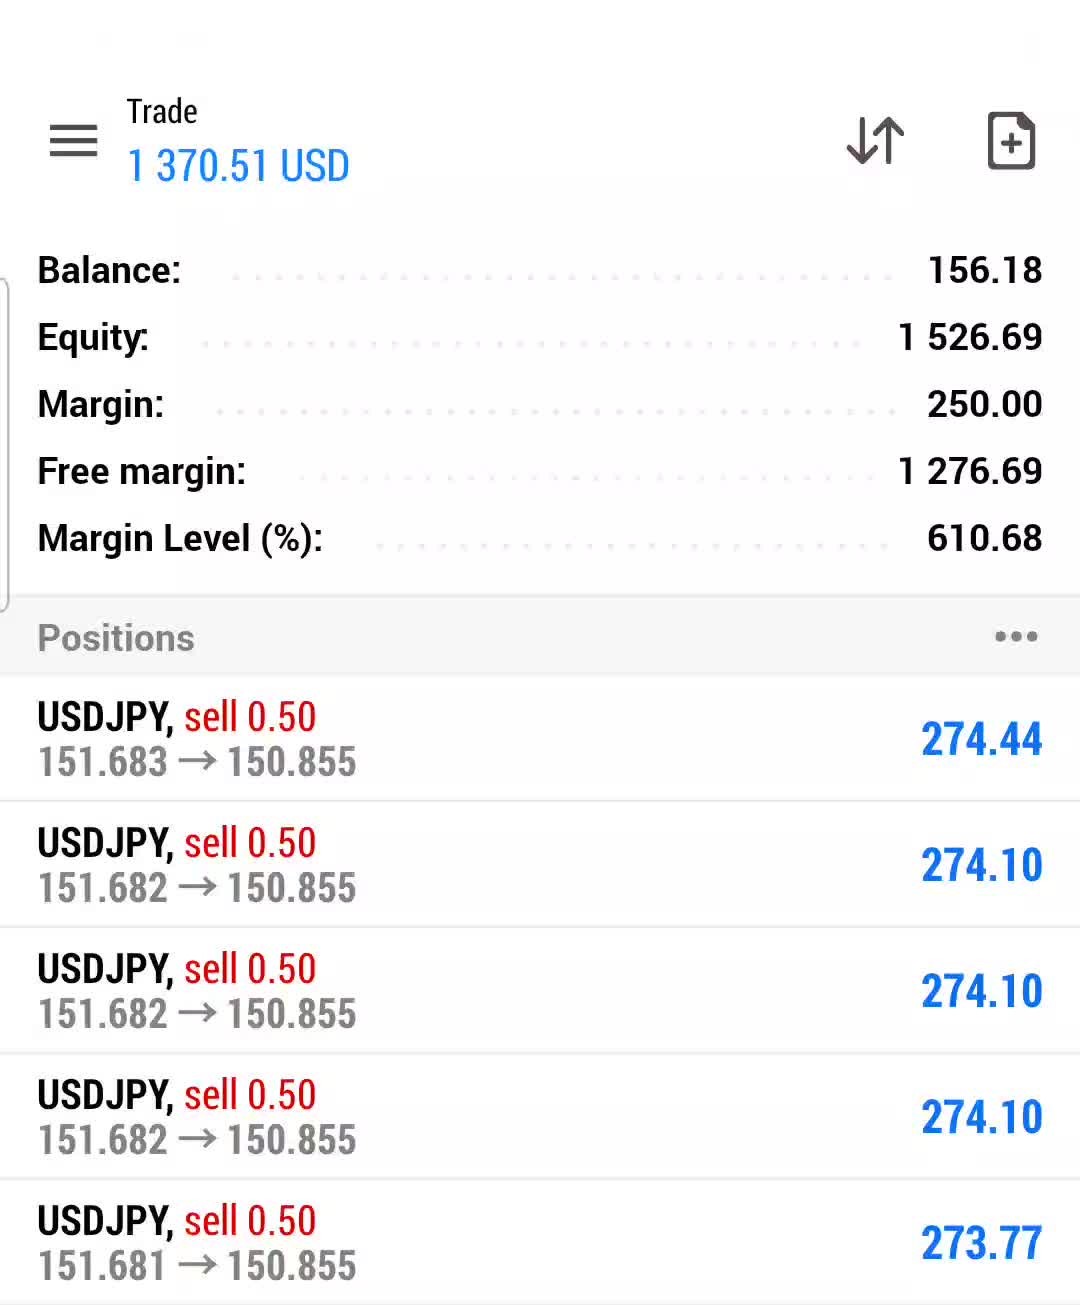 Trade
1 370.51 USD
Balance: 156.18
Equity: 1 526.69
Margin: 250.00
Free margin: 1 276.69
Margin Level (%): 610.68
Positions
USDJPY, sell 0.50
151.683 → 150.855
274.44
USDJPY, sell 0.50
151.682 → 150.855
274.10
USDJPY, sell 0.50
151.682 → 150.855
274.10
USDJPY, sell 0.50
151.682 → 150.855
274.10
USDJPY, sell 0.50
151.681 → 150.855
273.77